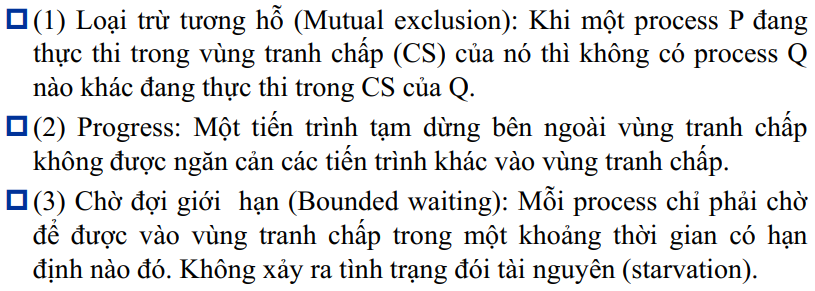 (1) Loại trừ tương hỗ (Mutual exclusion): Khi một process P đang
thực thi trong vùng tranh chấp (CS) của nó thì không có process Q
nào khác đang thực thi trong CS của Q.
(2) Progress: Một tiến trình tạm dừng bên ngoài vùng tranh chấp
không được ngăn cản các tiến trình khác vào vùng tranh chấp.
(3) Chờ đợi giới hạn (Bounded waiting): Mỗi process chỉ phải chờ
để được vào vùng tranh chấp trong một khoảng thời gian có hạn
định nào đó. Không xảy ra tình trạng đói tài nguyên (starvation).